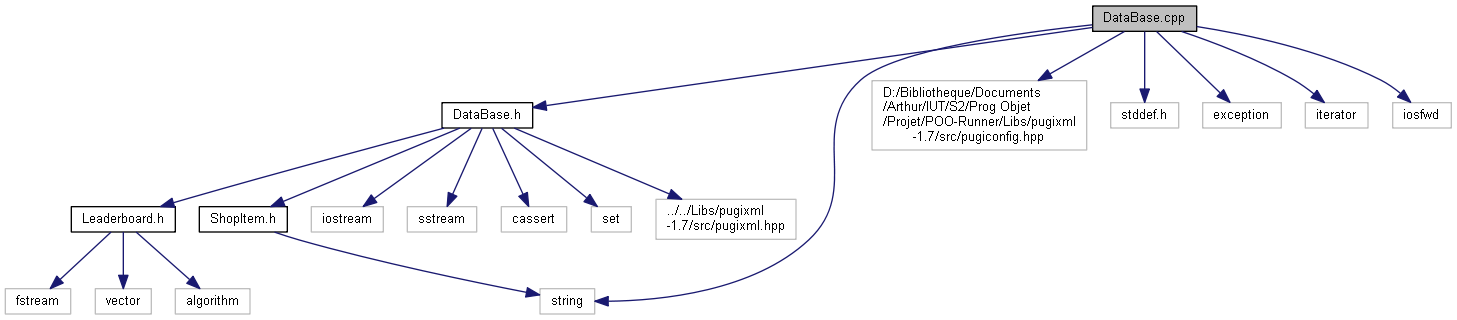 DataBase.cpp
DataBase.h
D:/Bibliotheque/Documents
/Arthur/IUT/S2/Prog Objet
/Projet/POO-Runner/Libs/pugixml
-1.7/src/pugiconfig.hpp
stddef.h
exception
iterator
iosfwd
Leaderboard.h
ShopItem.h
iostream
sstream
cassert
set
../../Libs/pugixml
-1.7/src/pugixml.hpp
fstream
vector
algorithm
string